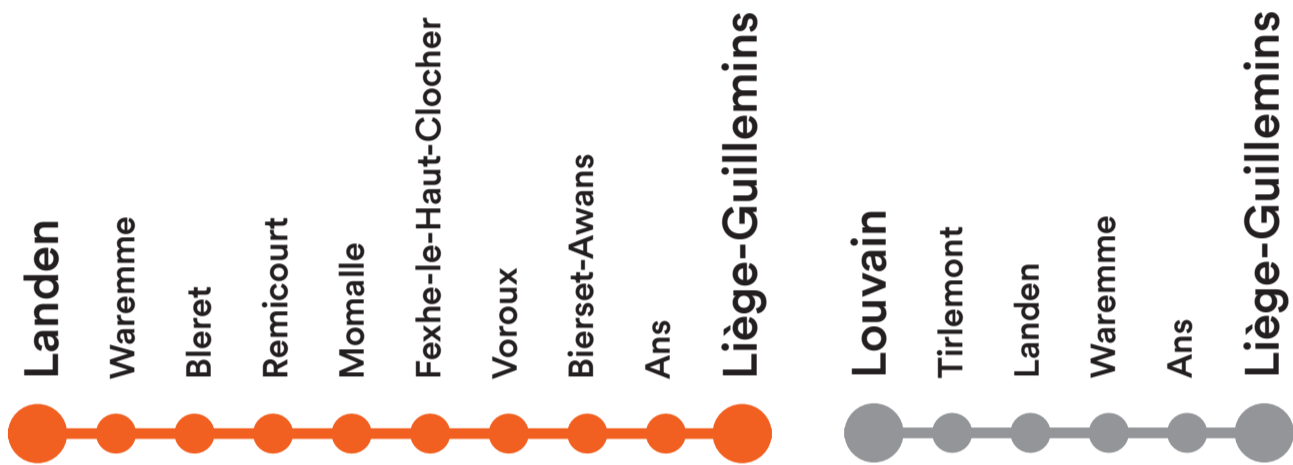 Landen
Waremme
Bleret
Remicourt
Momalle
Fexhe-le-Haut-Clocher
Voroux
Bierset-Awans
Ans
Liège-Guillemins
Louvain
Tirlemont
Landen
Waremme
Ans
Liège-Guillemins